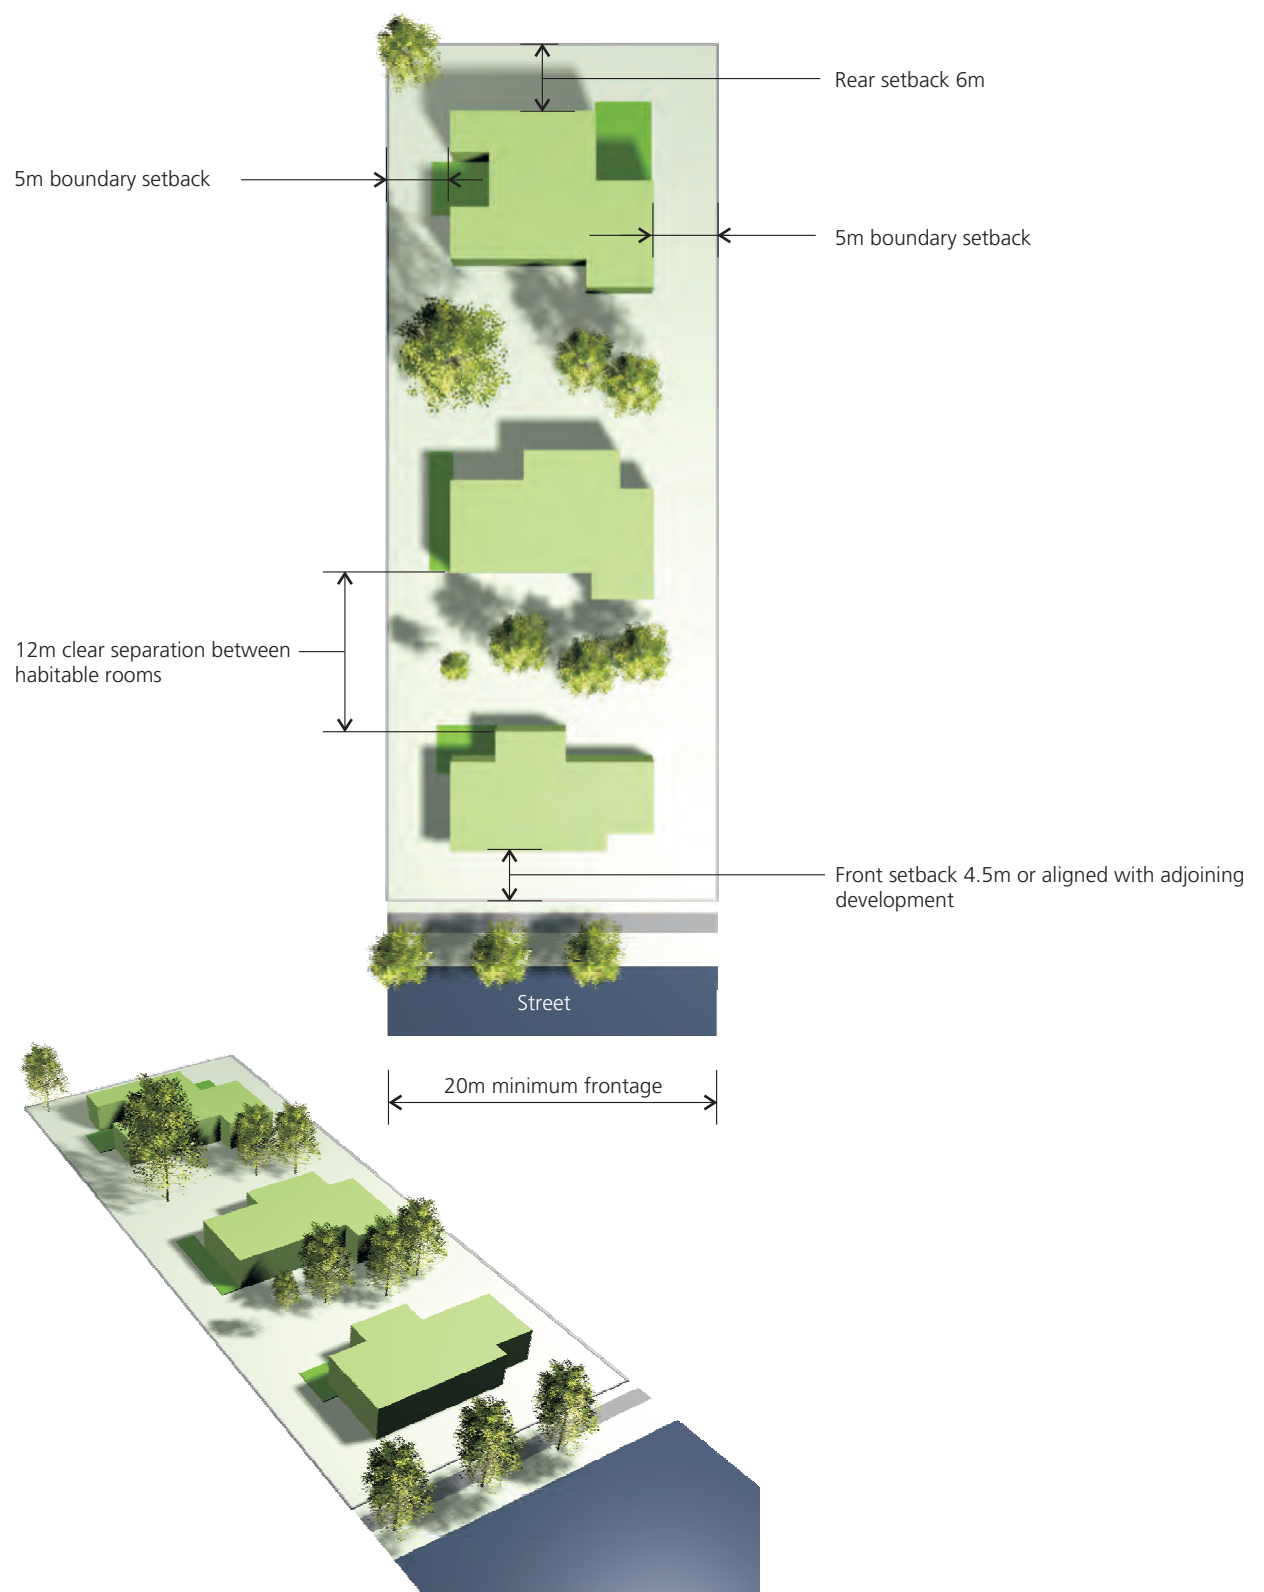 Rear setback 6m
5m boundary setback
5m boundary setback
12m clear separation between
habitable rooms
Front setback 4.5m or aligned with adjoining
development
Street
20m minimum frontage